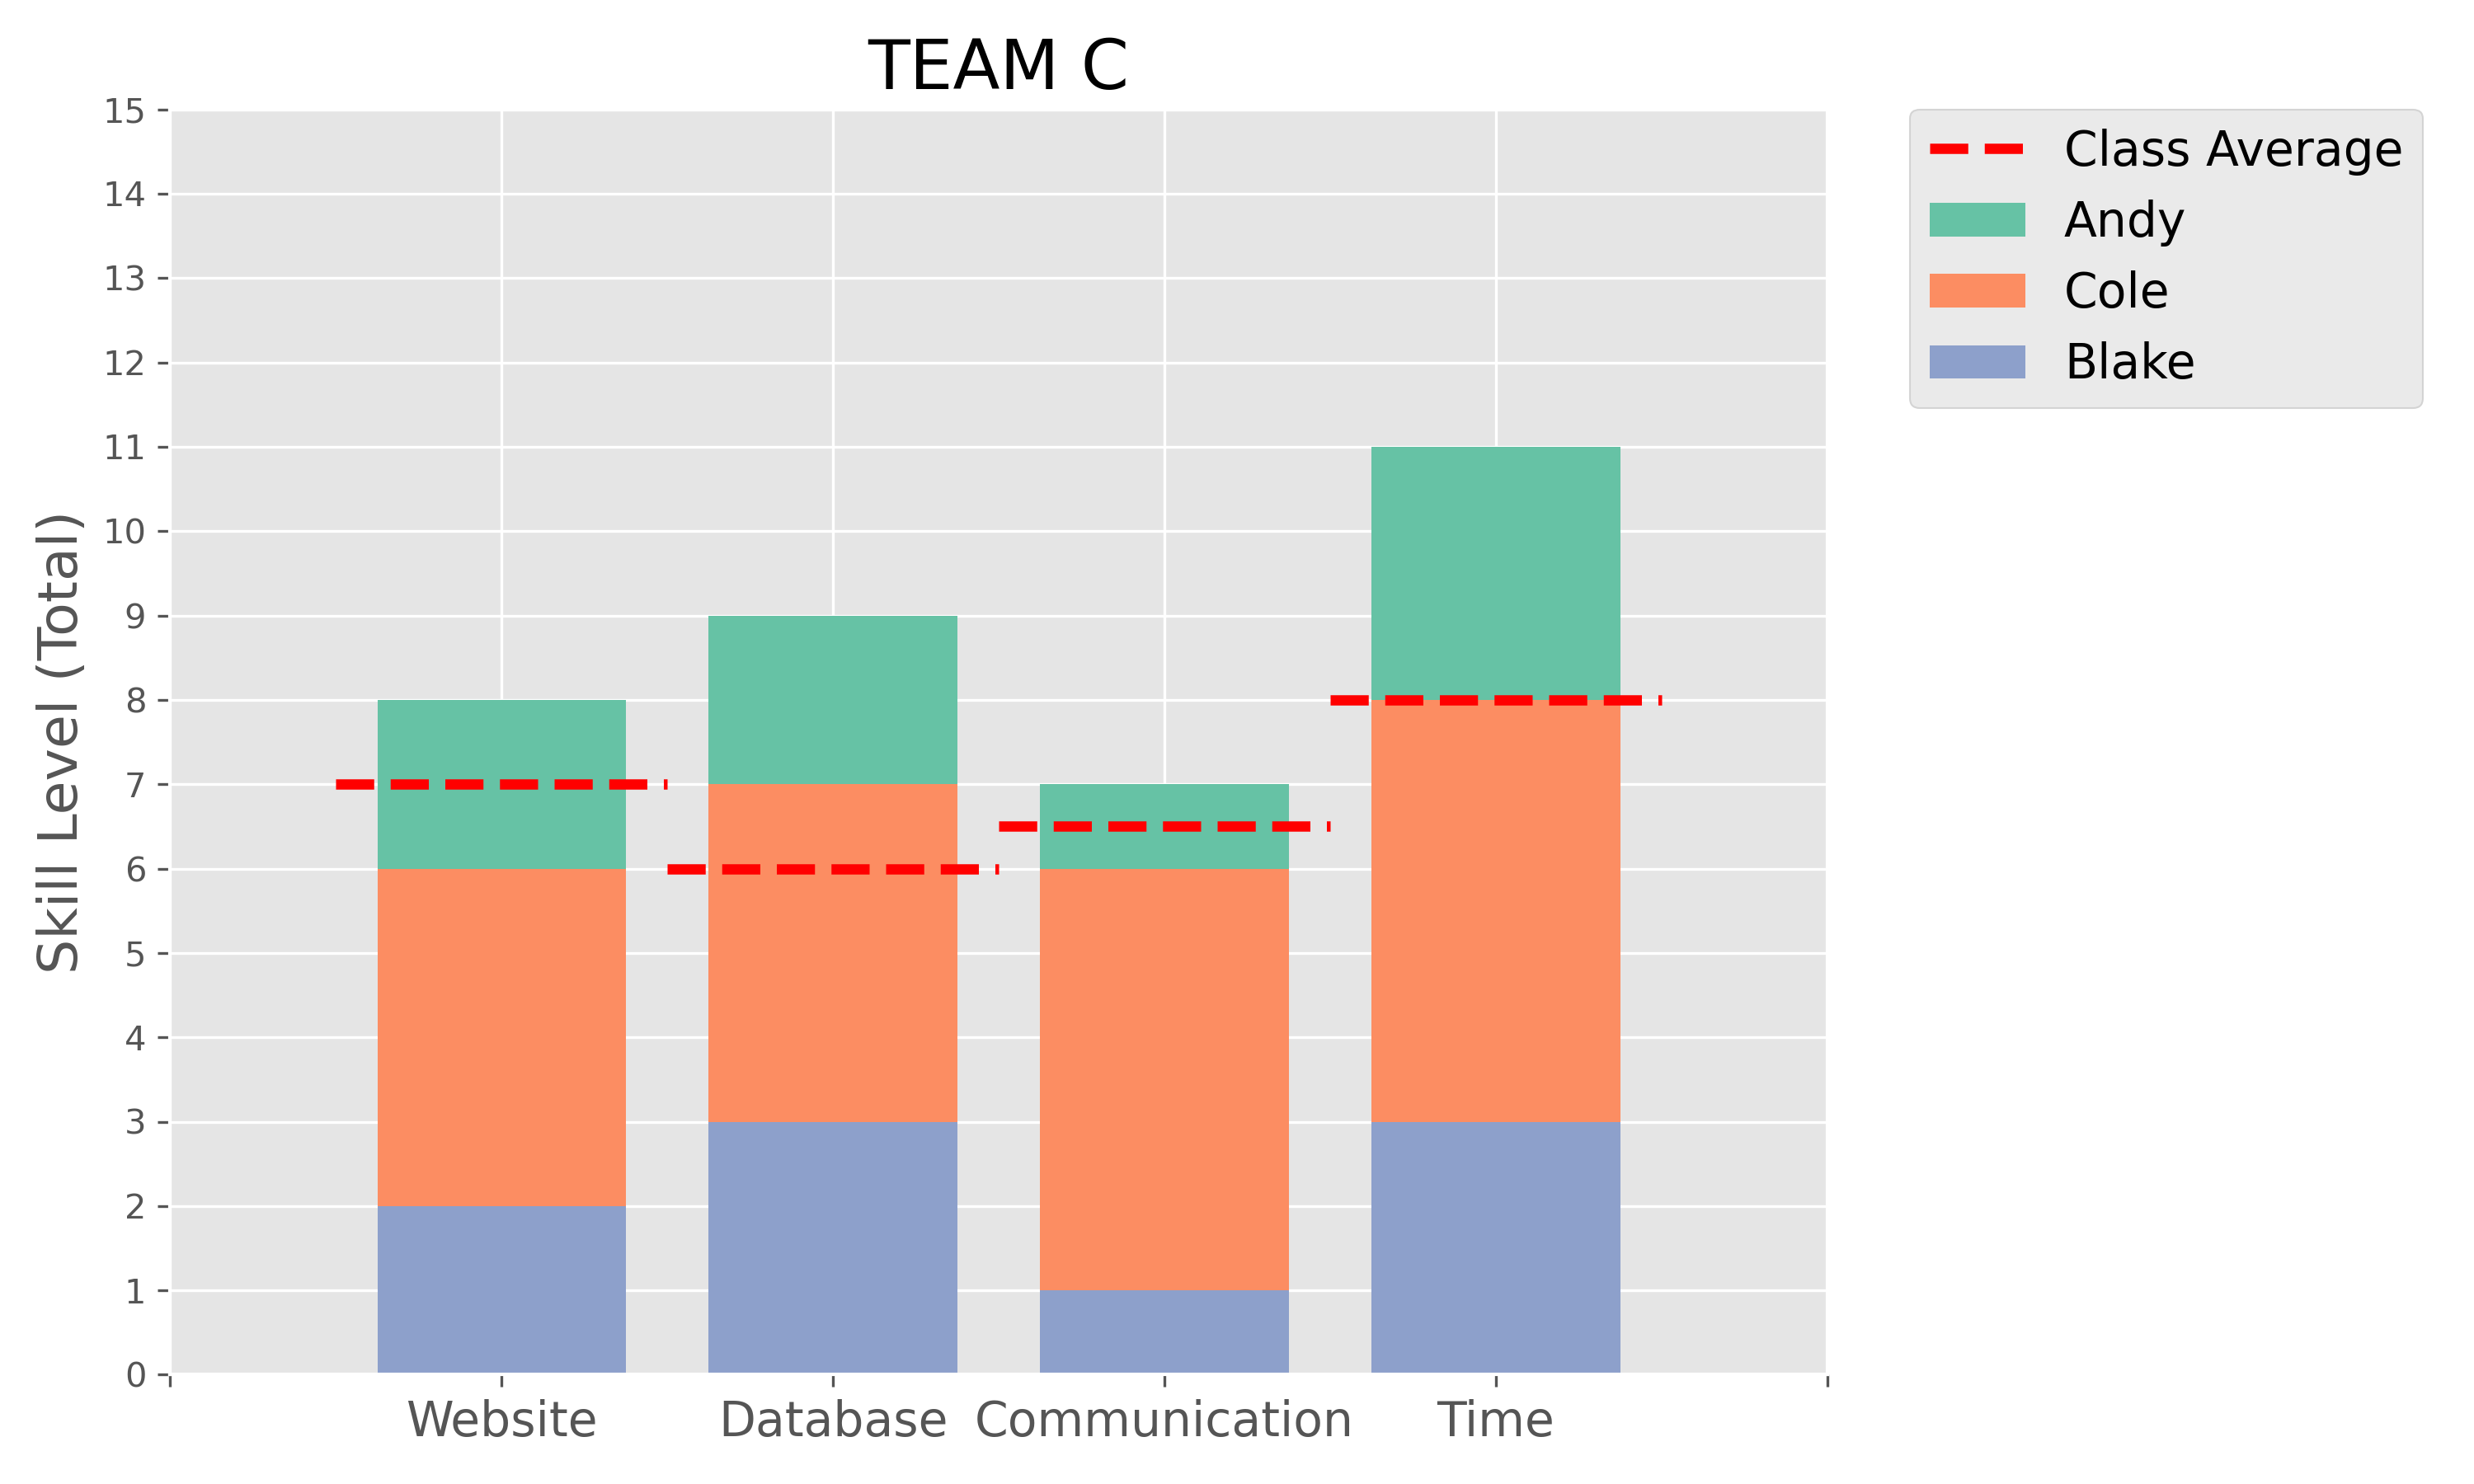 TEAM C
Skill Level (Total)
15
14
13
12
11
10
9
8
7
6
5
4
3
2
1
0
Website Database Communication Time
Class Average
Andy
Cole
Blake